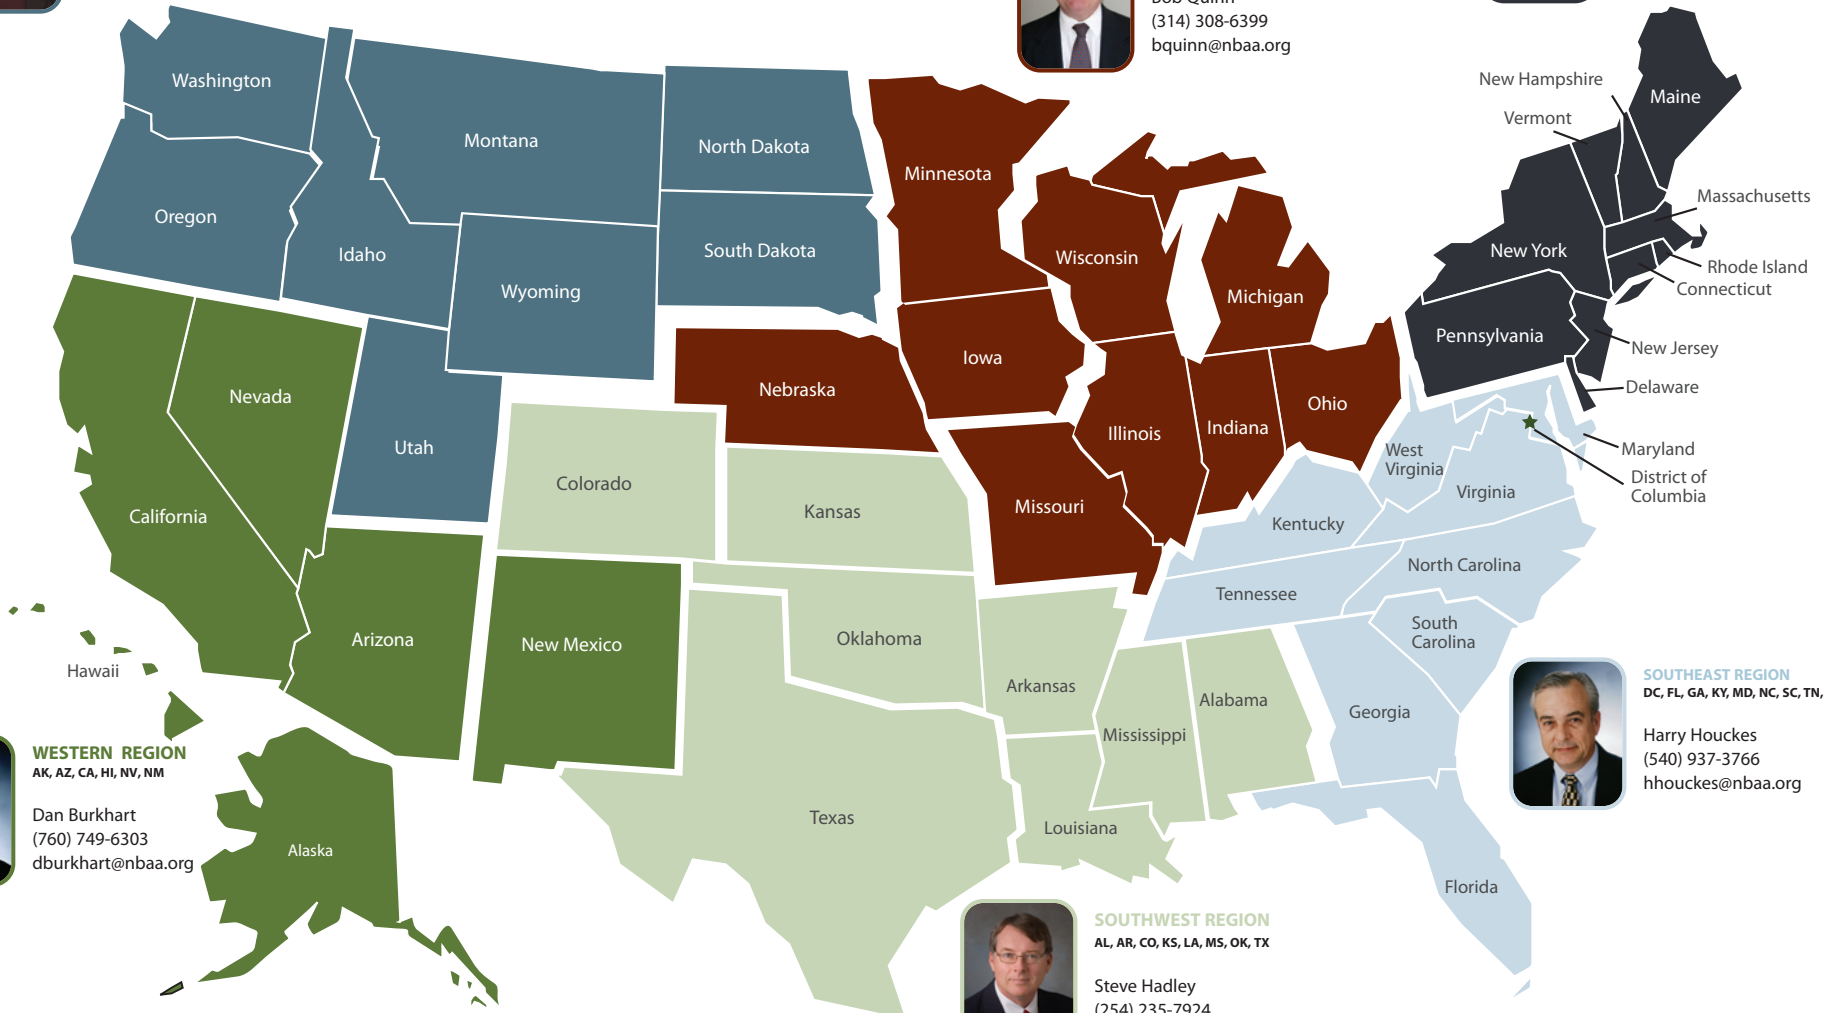 (314) 308-6399
bquinn@nbaa.org
Washington
Montana
North Dakota
Minnesota
New Hampshire
Maine
Vermont
Oregon
Idaho
Wyoming
South Dakota
Wisconsin
Michigan
New York
Massachusetts
Rhode Island
Connecticut
Pennsylvania
New Jersey
Delaware
Nevada
Utah
Nebraska
Iowa
Illinois
Indiana
Ohio
West
Virginia
Virginia
Maryland
District of
Columbia
California
Colorado
Kansas
Missouri
Kentucky
North Carolina
Tennessee
South
Carolina
Hawaii
Arizona
New Mexico
Oklahoma
Arkansas
Mississippi
Alabama
Georgia
SOUTHEAST REGION
DC, FL, GA, KY, MD, NC, SC, TN,
Harry Houckes
(540) 937-3766
hhouckes@nbaa.org
WESTERN REGION
AK, AZ, CA, HI, NV, NM
Dan Burkhart
(760) 749-6303
dburkhart@nbaa.org
Alaska
Texas
Louisiana
Florida
SOUTHWEST REGION
AL, AR, CO, KS, LA, MS, OK, TX
Steve Hadley
(254) 235-7924